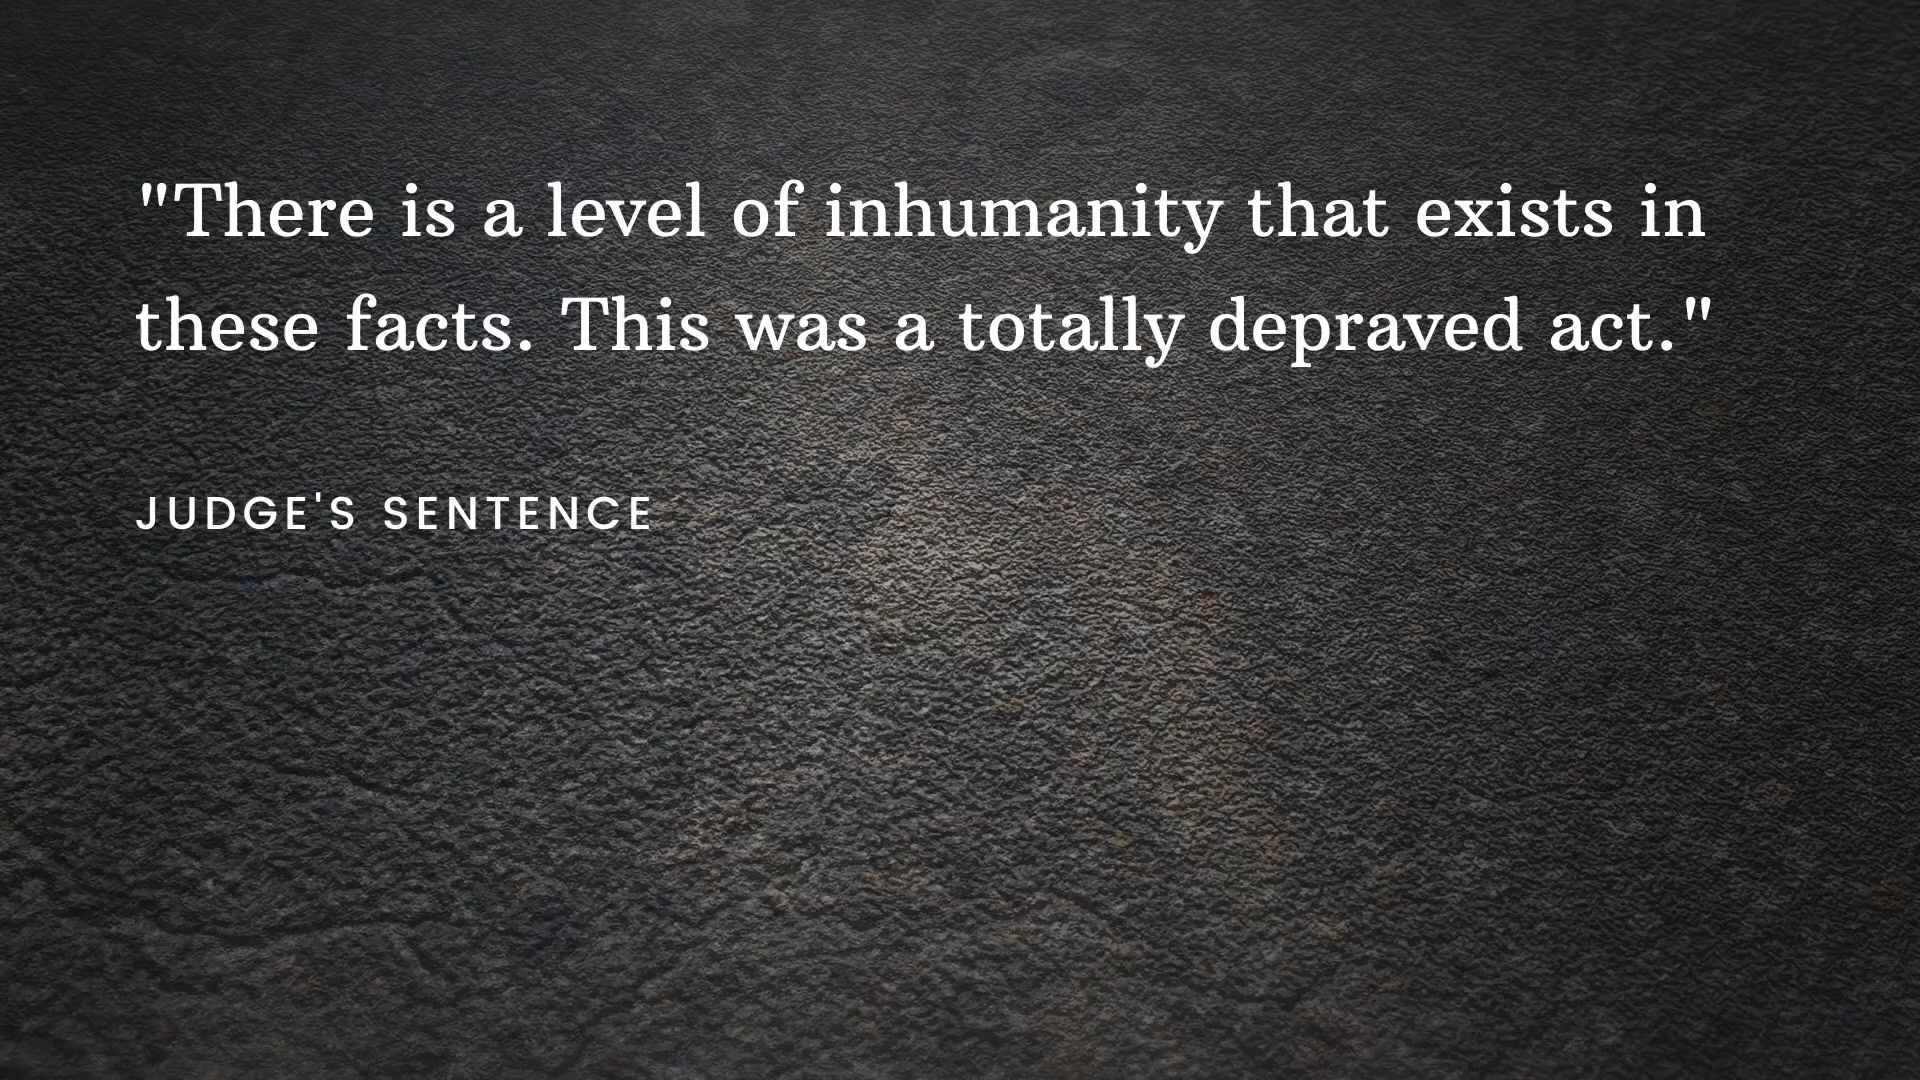 "There is a level of inhumanity that exists in
these facts. This was a totally depraved act."
JUDGE'S SENTENCE